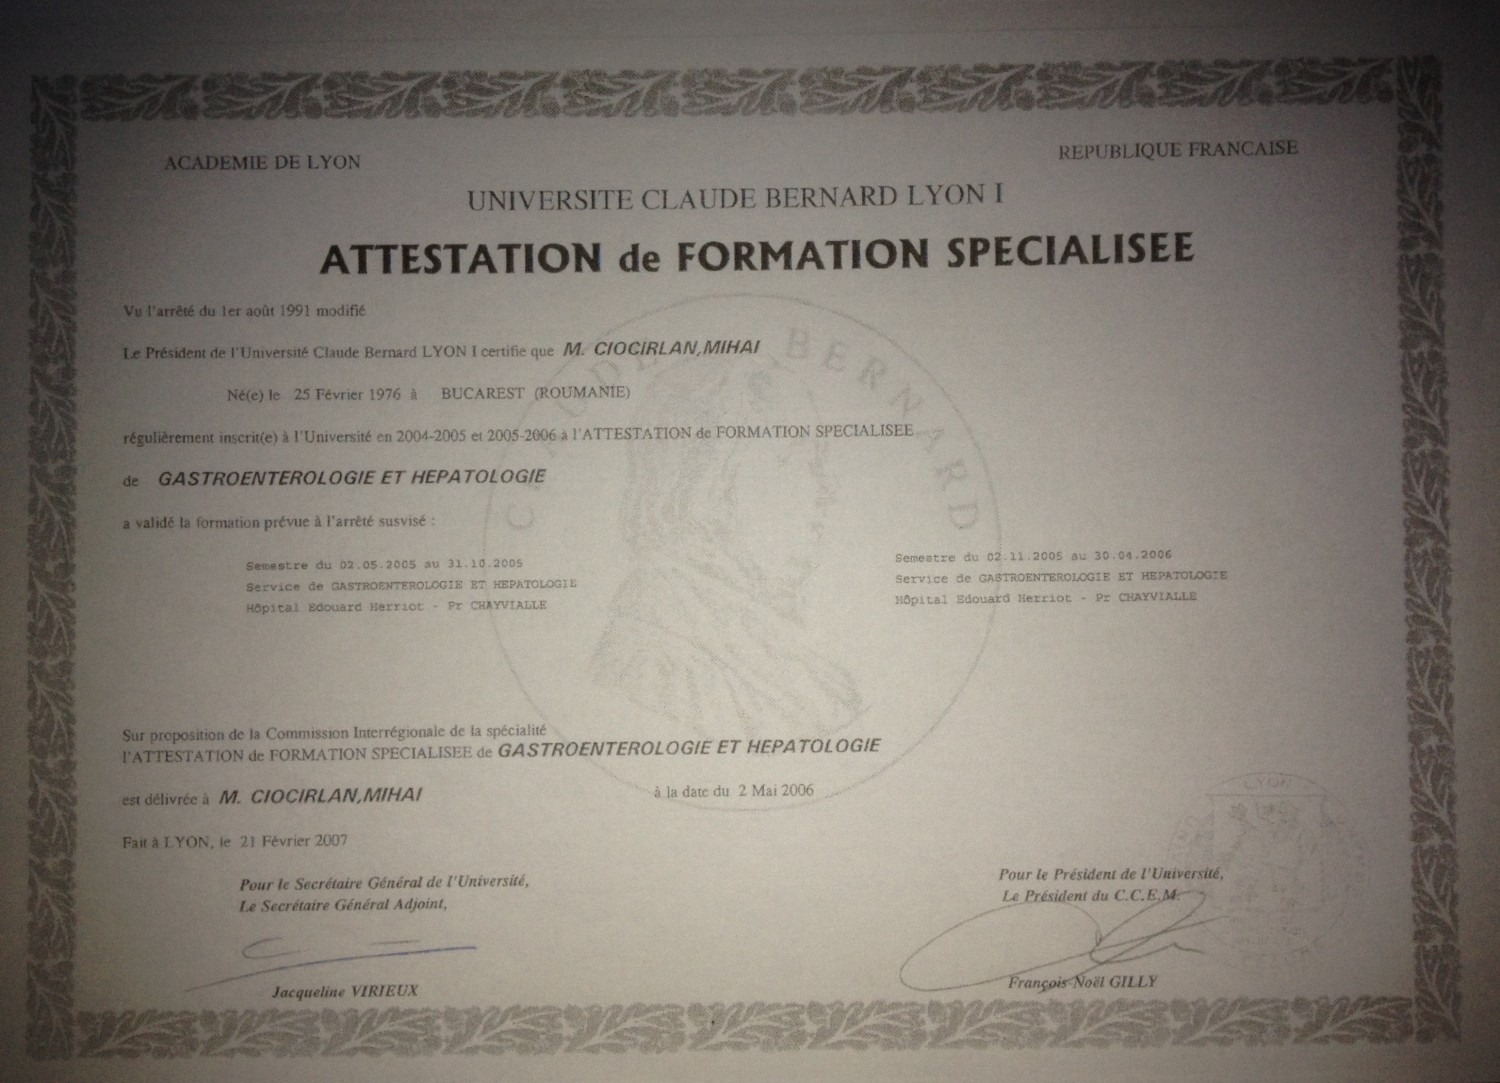 ACADEMIE DE LYON
REPUBLIQUE FRANCAISE
UNIVERSITE CLAUDE BERNARD LYON I
ATTESTATION de FORMATION SPECIALISEE
Vu l'arrêté du 1er août 1991 modifié
Le Président de l'Université Claude Bernard LYON I certifie que M. CIOCIRLAN,MIHAI
Né(e) le 25 Février 1976 à BUCAREST (ROUMANIE)
régulièrement inscrit(e) à l'Université en 2004-2005 et 2005-2006 à l'ATTESTATION de FORMATION SPECIALISEE
de GASTROENTEROLOGIE ET HEPATOLOGIE
a validé la formation prévue à l'arrêté susvisé :
Semestre du 02.05.2005 au 31.10.2005
Service de GASTROENTEROLOGIE ET HEPATOLOGIE
Hôpital Edouard Herriot - Pr CHAYVIALLE
Semestre du 02.11.2005 au 30.04.2006
Service de GASTROENTEROLOGIE ET HEPATOLOGIE
Hôpital Edouard Herriot - Pr CHAYVIALLE
Sur proposition de la Commission Interrégionale de la spécialité
l'ATTESTATION de FORMATION SPECIALISEE de GASTROENTEROLOGIE ET HEPATOLOGIE
est délivrée à M. CIOCIRLAN,MIHAI à la date du 2 Mai 2006
Fait à LYON, le 21 Février 2007
Pour le Secrétaire Général de l'Université,
Le Secrétaire Général Adjoint,
Jacqueline VIRIEUX
Pour le Président de l'Université,
Le Président du C.C.E.M.
François-Noël GILLY
CLAUDE BERNARD
LYON